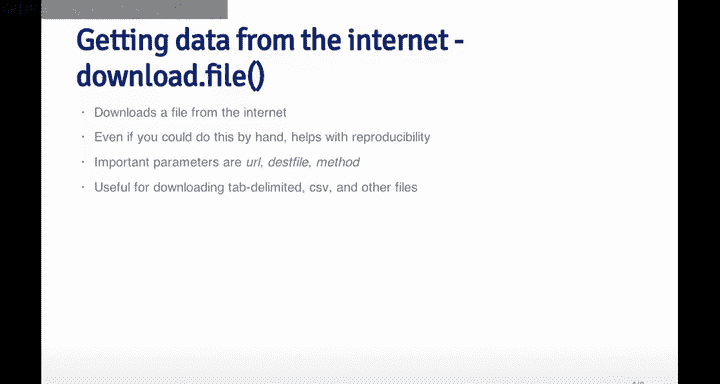 Getting data from the internet -
download.file()
· Downloads a file from the internet
· Even if you could do this by hand, helps with reproducibility
· Important parameters are url, destfile, method
· Useful for downloading tab-delimited, csv, and other files